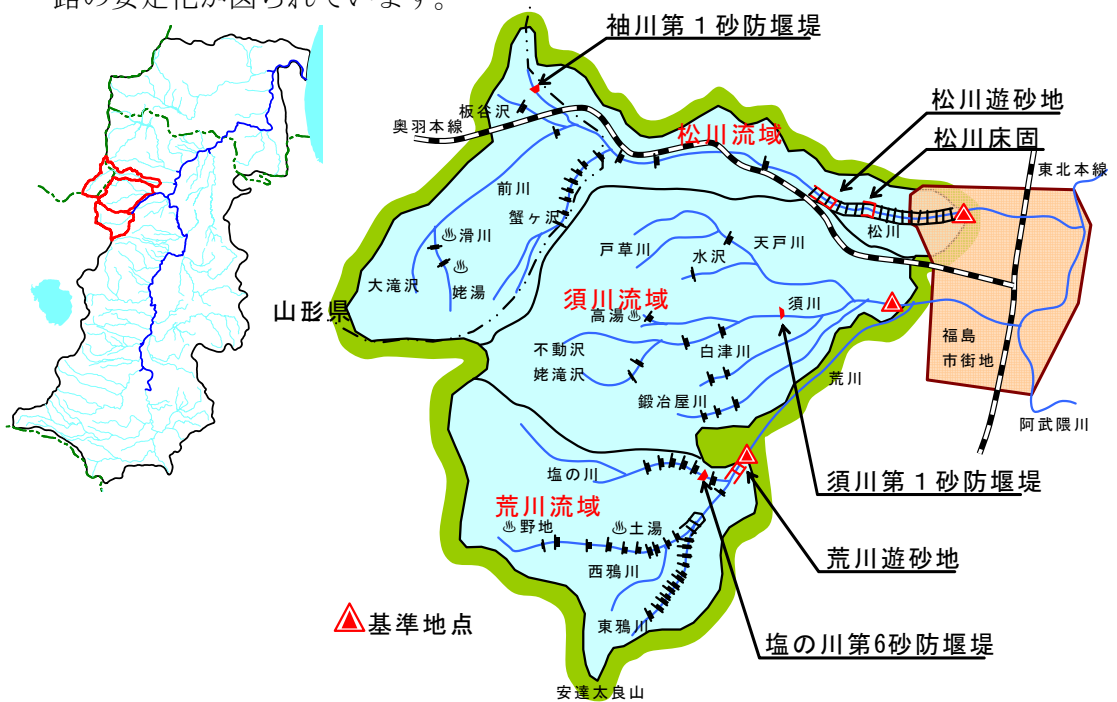 路の安定化が図られています。
袖川第1砂防堰堤
板谷沢
奥羽本線
松川流域
松川遊砂地
松川床固
東北本線
前川
蟹ヶ沢
滑川
姥湯
大滝沢
山形県
松川
天戸川
戸草川
水沢
須川流域
高湯
須川
不動沢
姥滝沢
白津川
鍛冶屋川
荒川
福島
市街地
阿武隈川
塩の川
須川第1砂防堰堤
荒川流域
野地
土湯
西鴉川
荒川遊砂地
東鴉川
基準地点
塩の川第6砂防堰堤
安達太良山